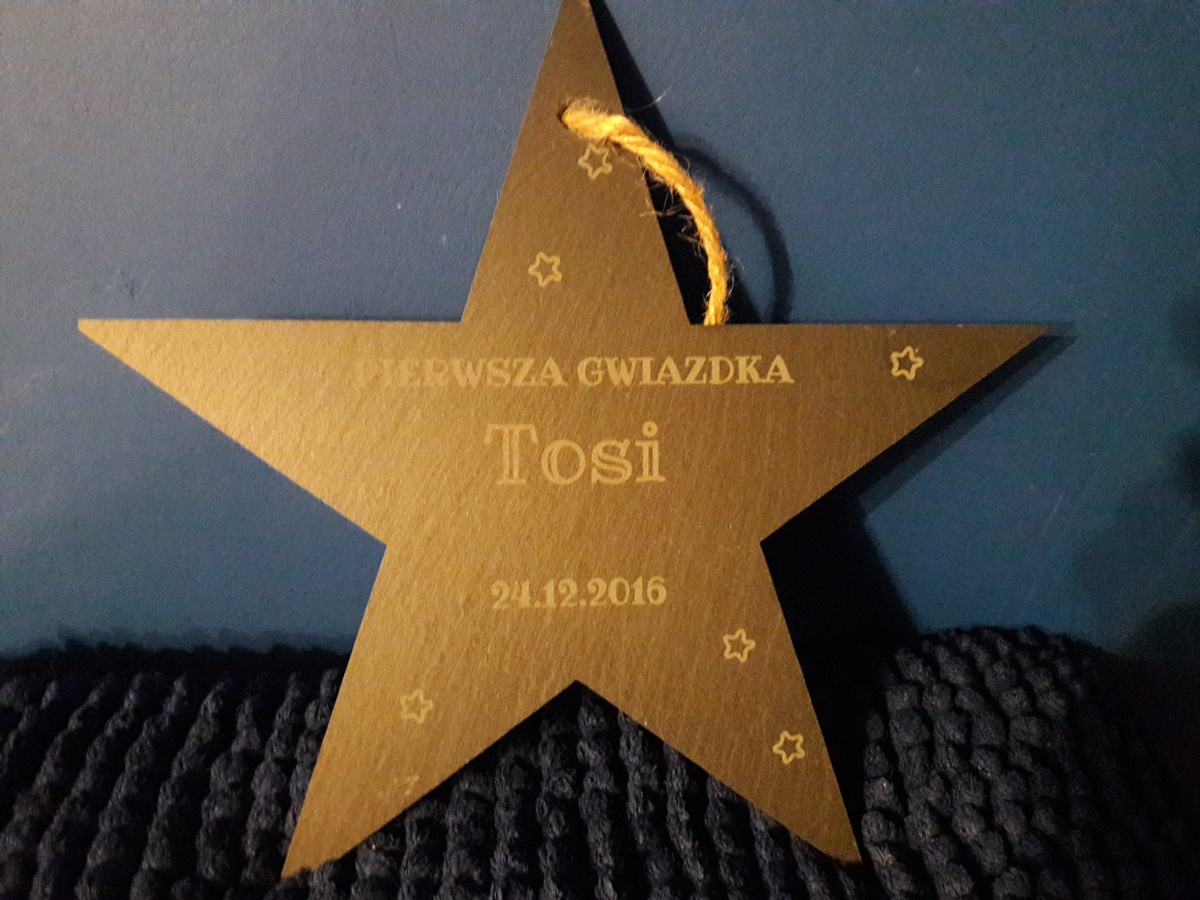 PIERWSZA GWIAZDKA
Tosi
24.12.2016